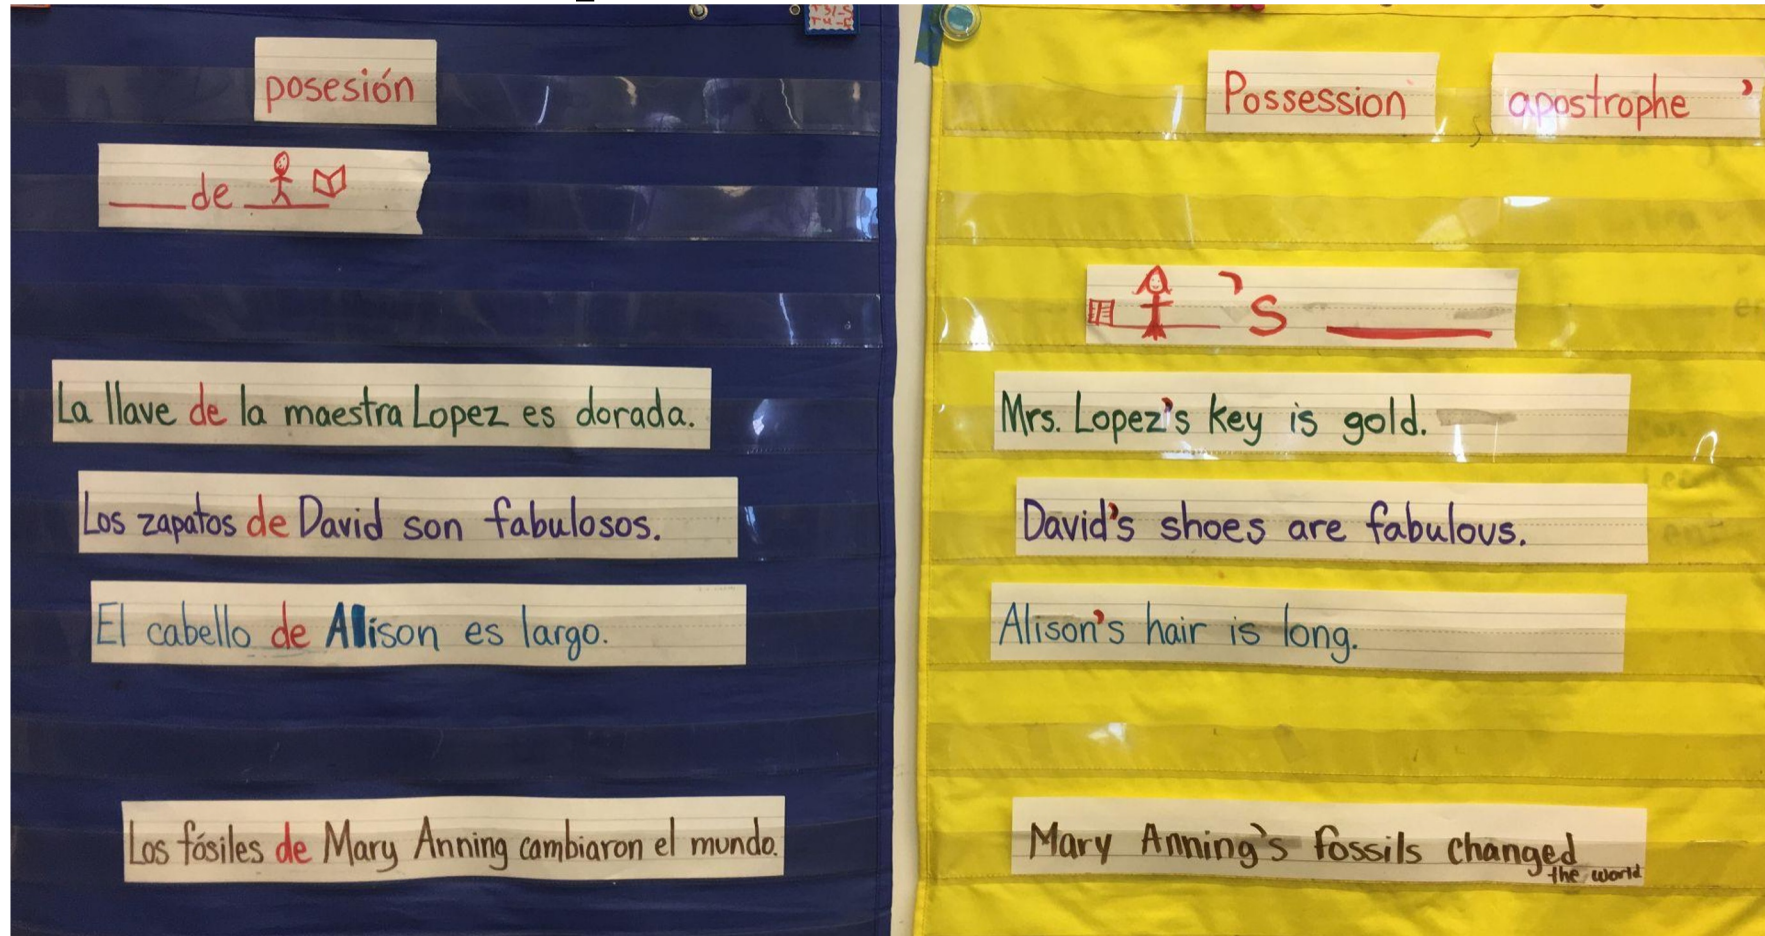 posesión
___ de ___
La llave de la maestra Lopez es dorada.
Los zapatos de David son fabulosos.
El cabello de Alison es largo.
Los fósiles de Mary Anning cambiaron el mundo.
Possession
apostrophe '
___'s ___
Mrs. Lopez's key is gold.
David's shoes are fabulous.
Alison's hair is long.
Mary Anning's fossils changed
the world